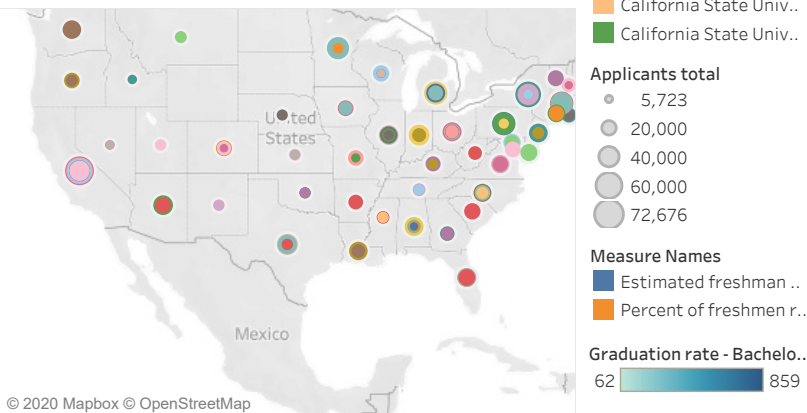 California State Univ..
California State Univ..
Applicants total
5,723
20,000
40,000
60,000
72,676
Measure Names
Estimated freshman ..
Percent of freshmen r..
Graduation rate - Bachelo..
62 859
United
States
Mexico
© 2020 Mapbox © OpenStreetMap